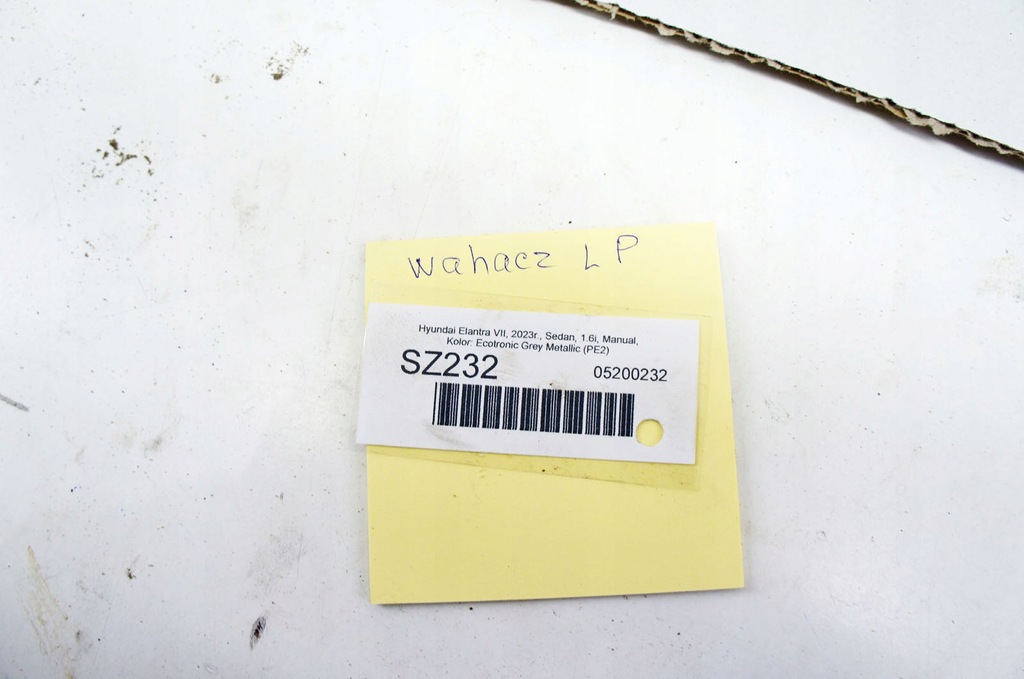 wahacz LP
Hyundai Elantra VII, 2023r., Sedan, 1.6i, Manual,
Kolor: Ecotronic Grey Metallic (PE2)
SZ232 05200232